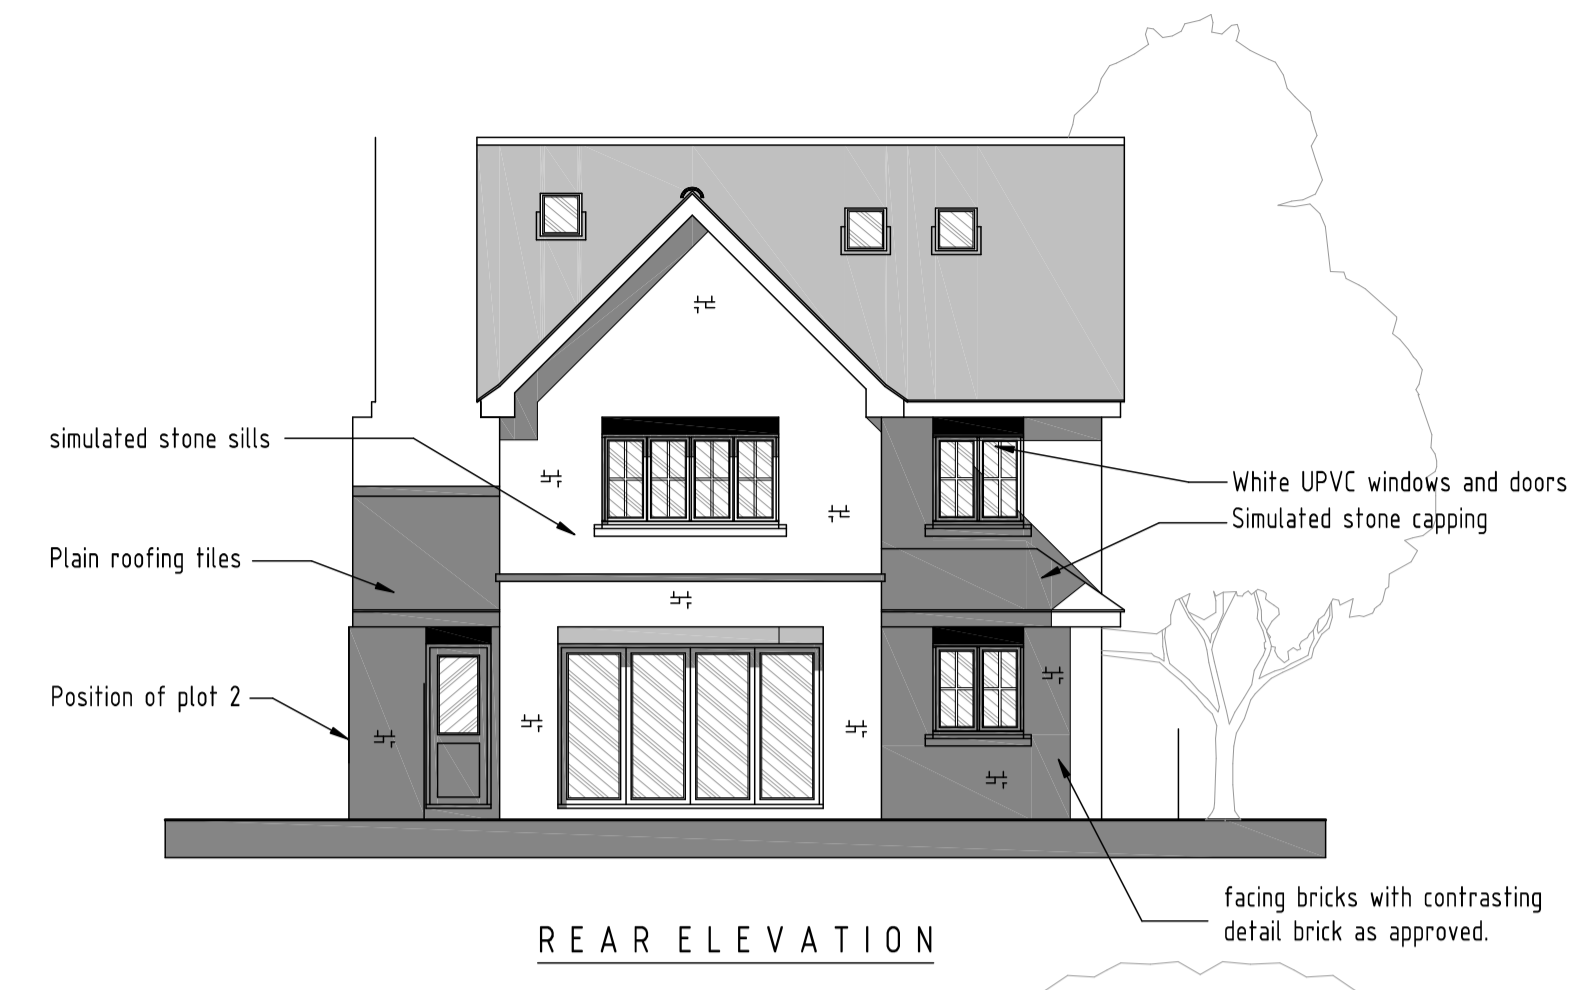 simulated stone sills
White UPVC windows and doors
Simulated stone capping
Plain roofing tiles
Position of plot 2
facing bricks with contrasting
detail brick as approved.
REAR ELEVATION